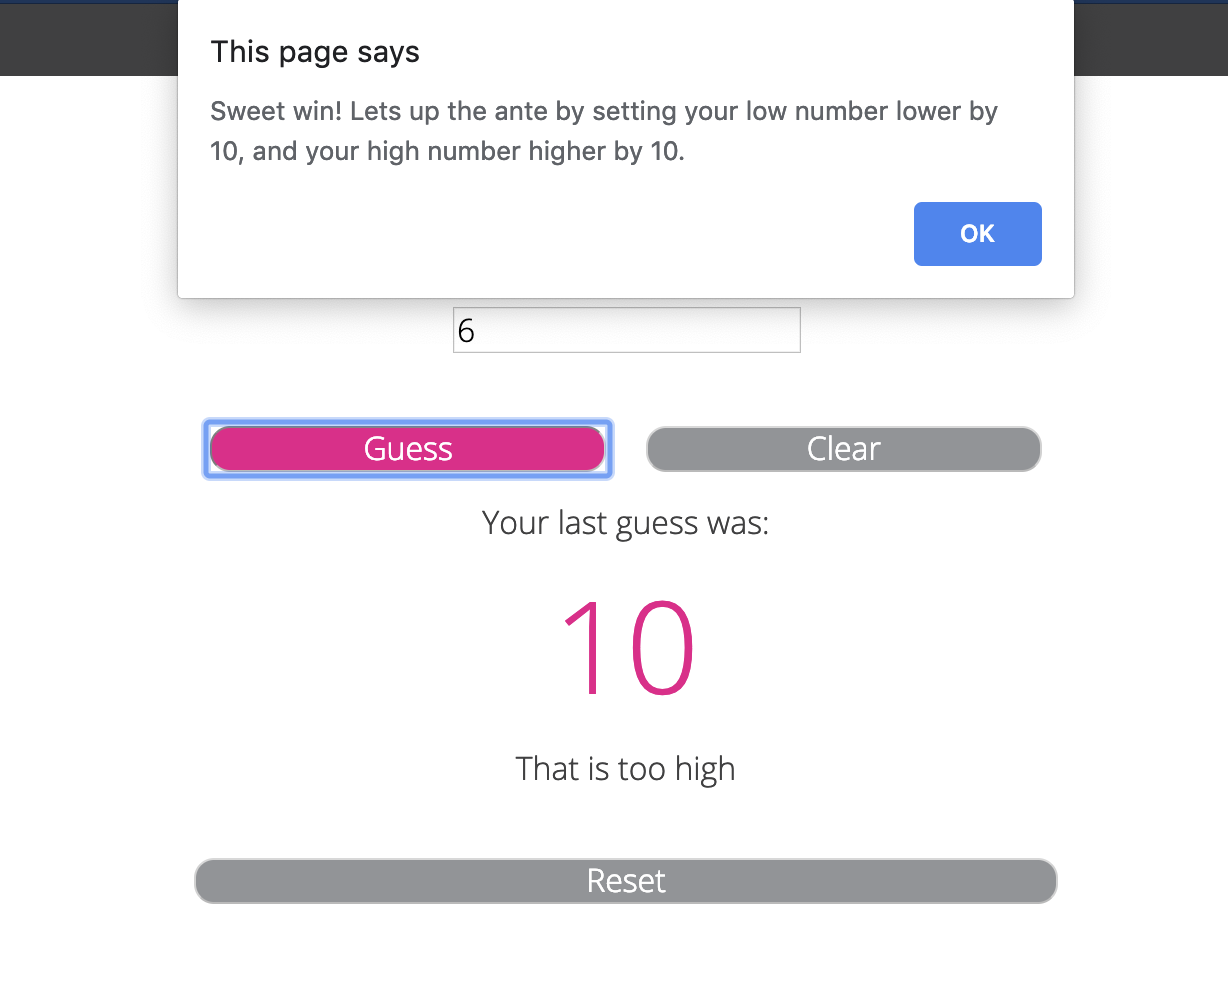 This page says
Sweet win! Lets up the ante by setting your low number lower by
10, and your high number higher by 10.
OK
6
Guess
Clear
Your last guess was:
10
That is too high
Reset